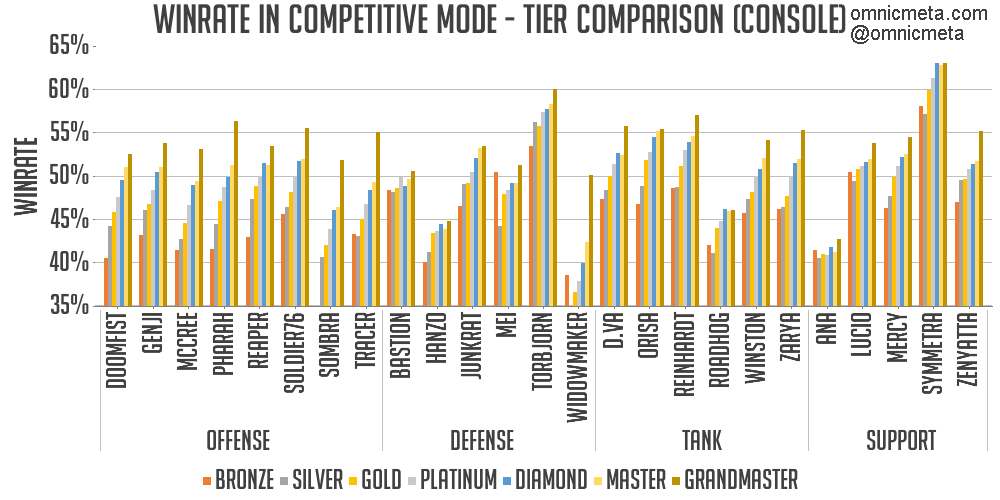 WINRATE IN COMPETITIVE MODE - TIER COMPARISON (CONSOLE)
omnicmeta.com
@omnicmeta
65%
60%
55%
50%
45%
40%
35%
WINRATE
DOOMFIST
GENJI
MCCREE
PHARAH
REAPER
SOLDIER76
SOMBRA
TRACER
BASTION
HANZO
JUNKRAT
MEI
TORBJORN
WIDOWMAKER
D.VA
ORISA
REINHARDT
ROADHOG
WINSTON
ZARYA
ANA
LUCIO
MERCY
SYMMETRA
ZENYATTA
OFFENSE
DEFENSE
TANK
SUPPORT
BRONZE SILVER GOLD PLATINUM DIAMOND MASTER GRANDMASTER